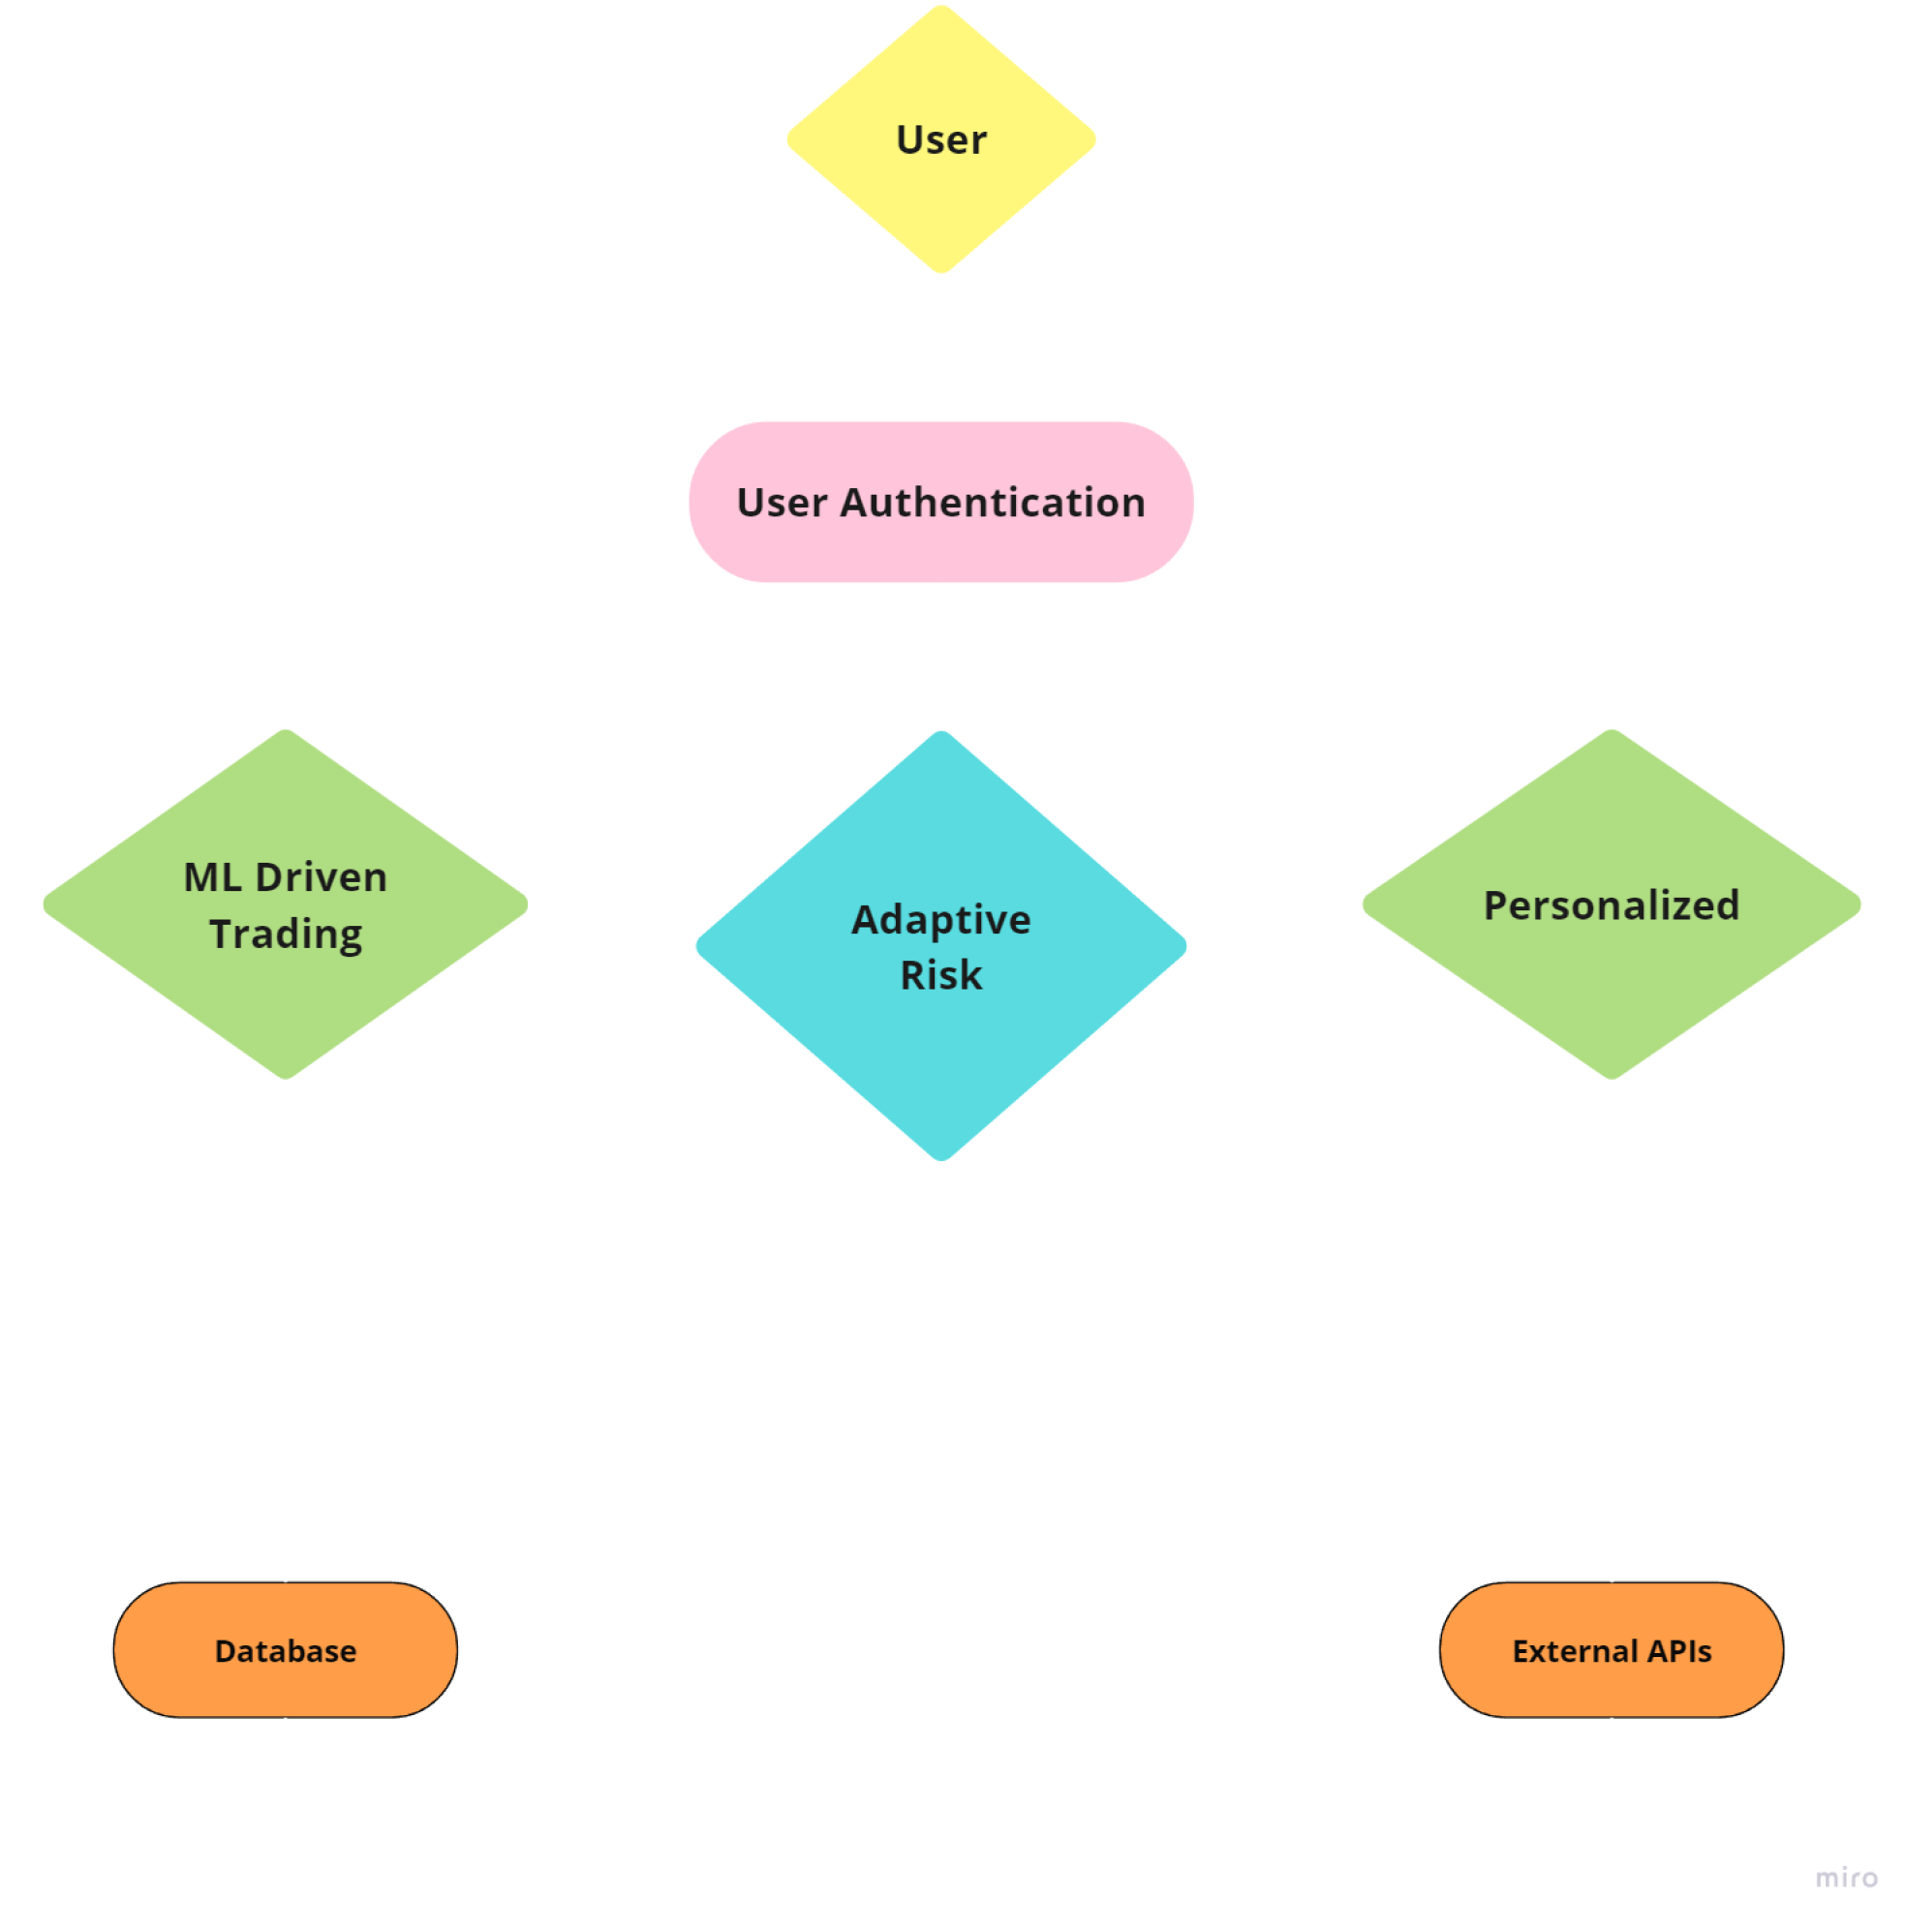 User
User Authentication
ML Driven
Trading
Adaptive
Risk
Personalized
Database
External APIs
miro